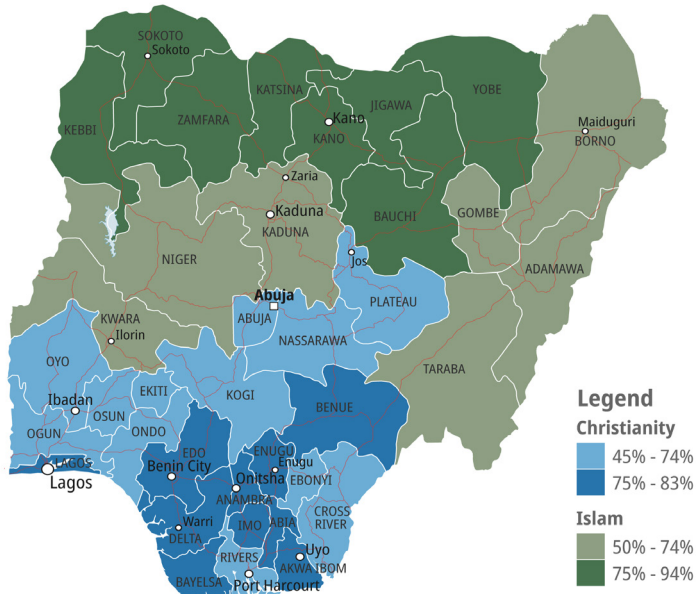 SOKOTO
Sokoto
KATSINA
YOBE
JIGAWA
KEBBI
ZAMFARA
Kano
KANO
Maiduguri
BORNO
Zaria
Kaduna
KADUNA
BAUCHI
GOMBE
NIGER
Jos
ADAMAWA
Abuja
ABUJA
PLATEAU
KWARA
Ilorin
NASSARAWA
OYO
TARABA
EKITI
KOGI
Ibadan
OSUN
BENUE
OGUN
ONDO
EDO
ENUGU
LAGOS
Lagos
Benin City
Enugu
Onitsha
EBONYI
ANAMBRA
CROSS
RIVER
Warri
DELTA
IMO
ABIA
RIVERS
Uyo
AKWA IBOM
BAYELSA
Port Harcourt
Legend
Christianity
45% - 74%
75% - 83%
Islam
50% - 74%
75% - 94%